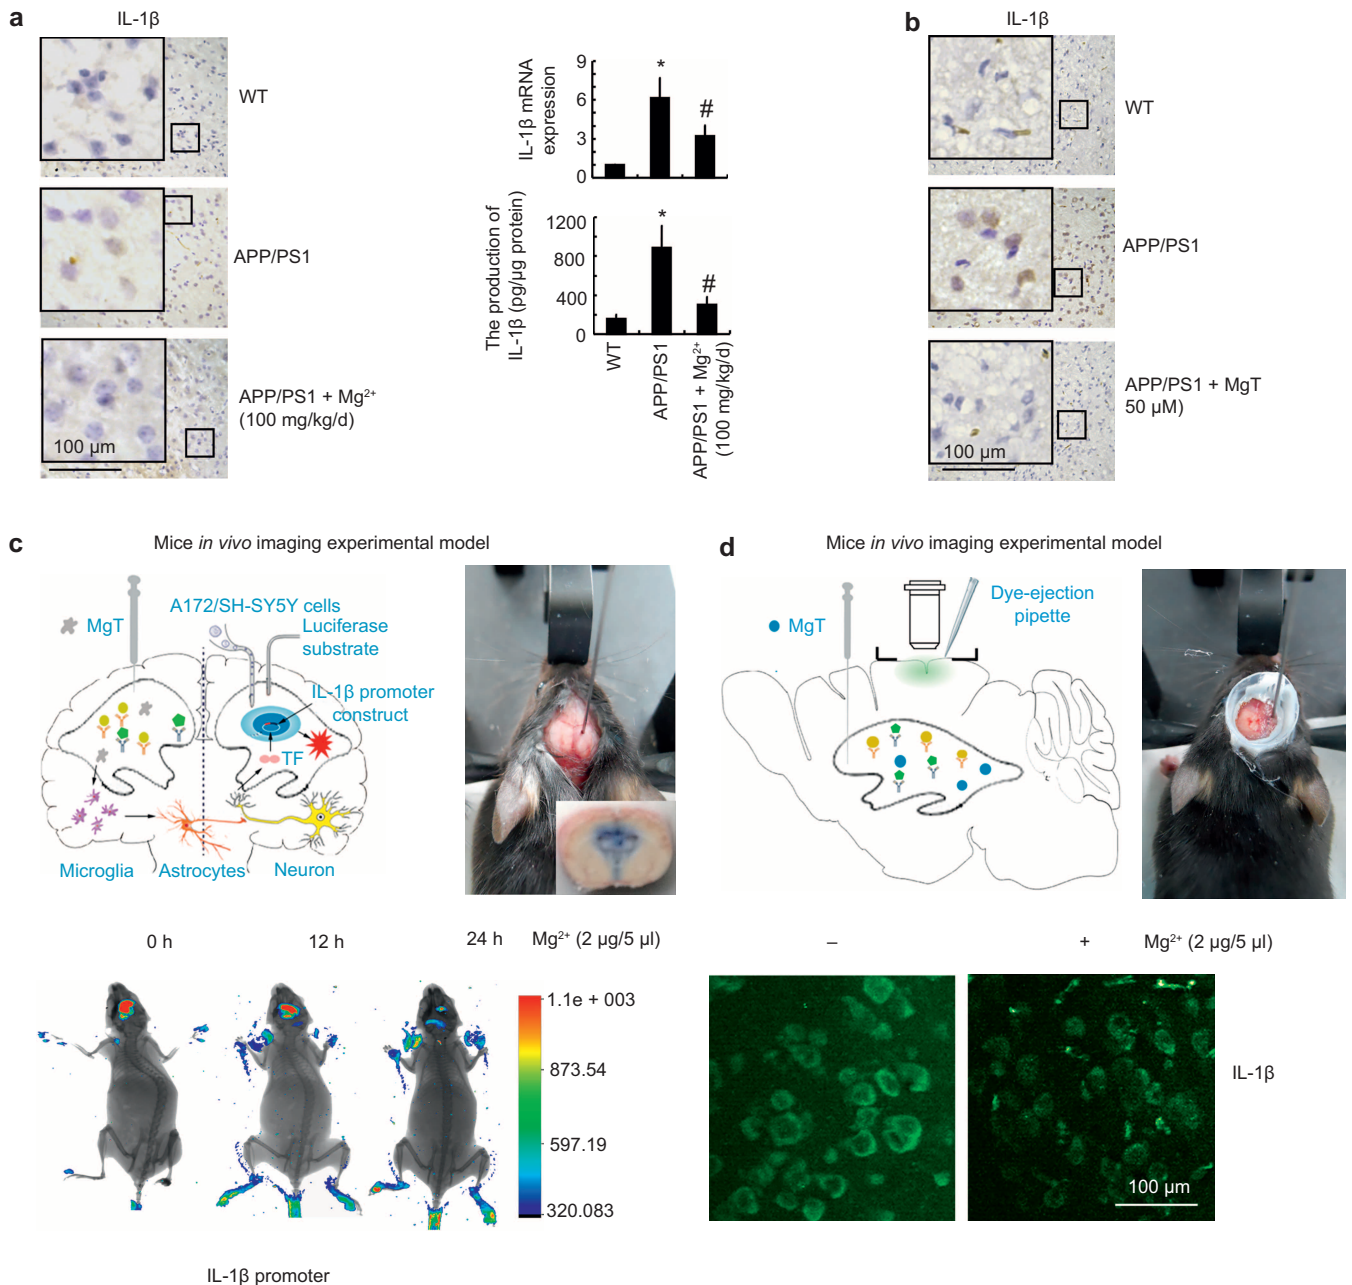 a
IL-1β
WT
APP/PS1
APP/PS1 + Mg²⁺
(100 mg/kg/d)
100 µm
IL-1β mRNA
expression
9
6
3
0
*
#
The production of
IL-1β (pg/µg protein)
1200
800
400
0
*
#
WT
APP/PS1
APP/PS1 + Mg²⁺
(100 mg/kg/d)
b
IL-1β
WT
APP/PS1
APP/PS1 + MgT
50 µM)
100 µm
c
Mice in vivo imaging experimental model
MgT
A172/SH-SY5Y cells
Luciferase
substrate
IL-1β promoter
construct
TF
Microglia
Astrocytes
Neuron
0 h
12 h
24 h
Mg²⁺ (2 µg/5 µl)
1.1e + 003
873.54
597.19
320.083
IL-1β promoter
d
Mice in vivo imaging experimental model
MgT
Dye-ejection
pipette
–
+
Mg²⁺ (2 µg/5 µl)
IL-1β
100 µm